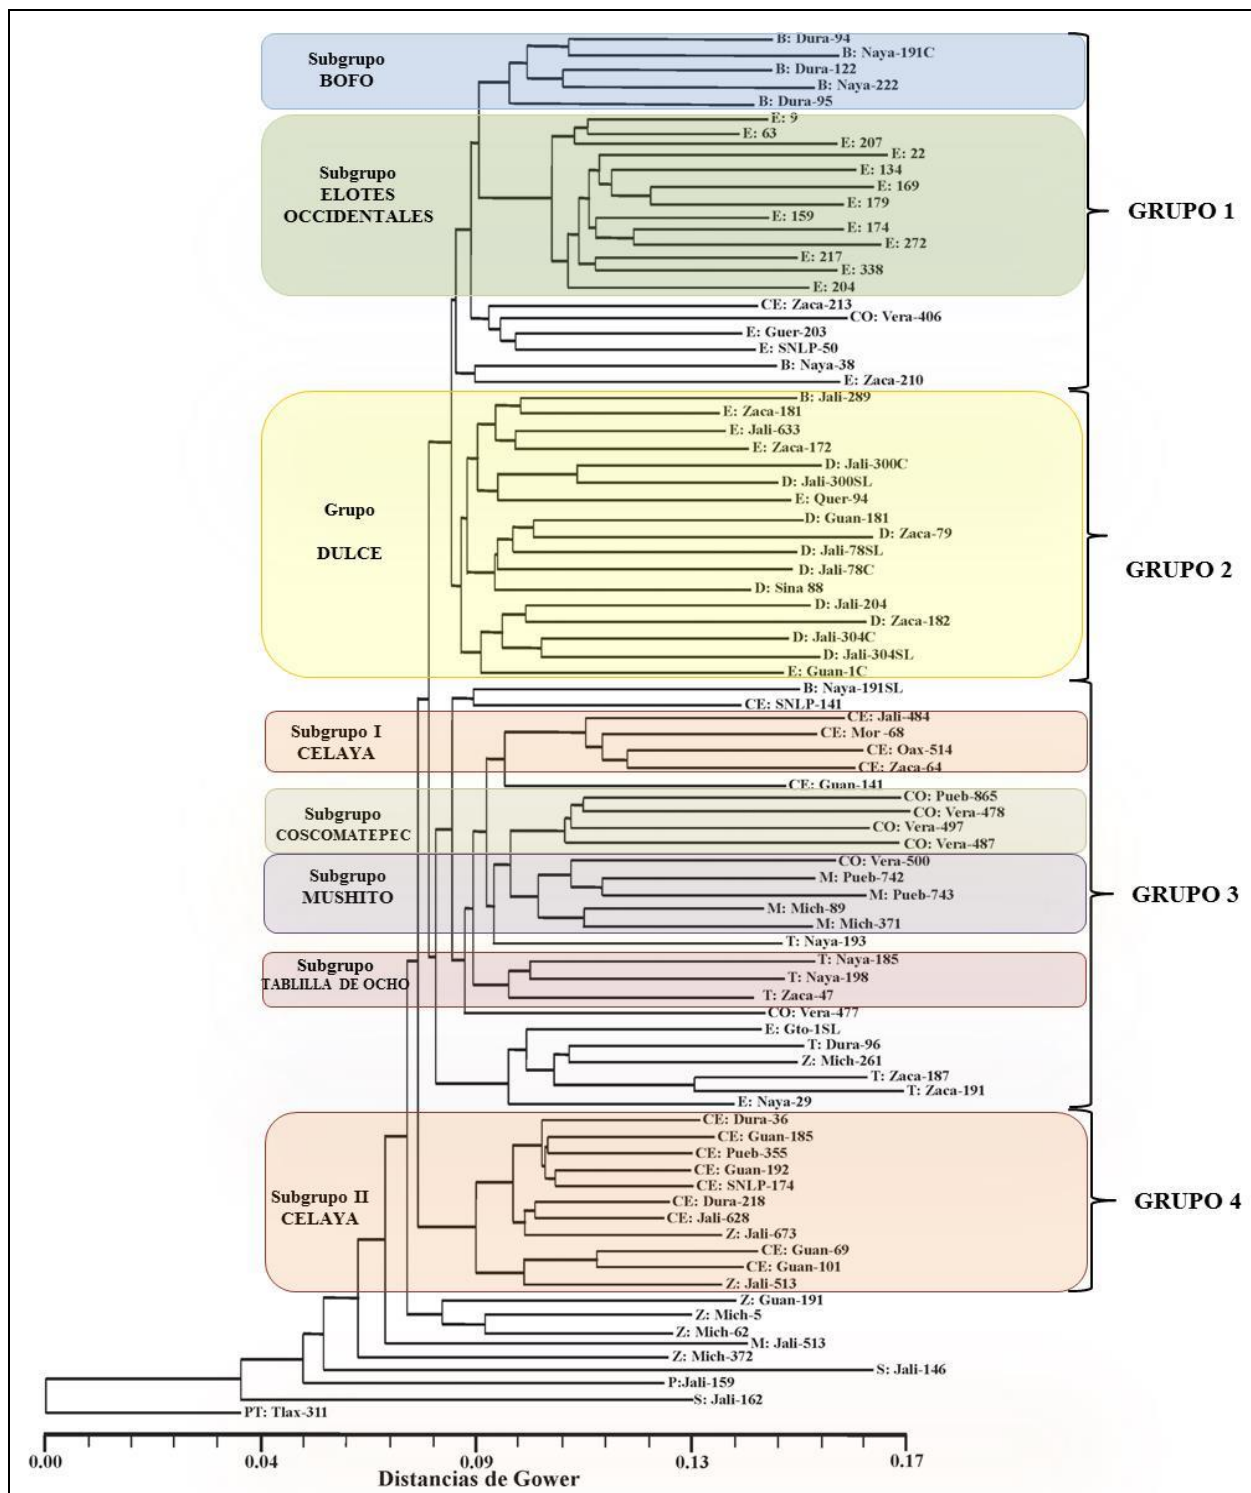 B: Dura-94
B: Naya-191C
B: Dura-122
B: Naya-222
B: Dura-95
Subgrupo
BOFO
E: 9
E: 63
E: 207
E: 22
E: 134
E: 169
E: 179
E: 159
E: 174
E: 272
E: 217
E: 338
E: 204
Subgrupo
ELOTES
OCCIDENTALES
CE: Zaca-213
CO: Vera-406
E: Guer-203
E: SNLP-50
B: Naya-38
E: Zaca-210
GRUPO 1
B: Jali-289
E: Zaca-181
E: Jali-633
E: Zaca-172
D: Jali-300C
D: Jali-300SL
E: Quer-94
D: Guan-181
D: Zaca-79
D: Jali-78SL
D: Jali-78C
D: Sina 88
D: Jali-204
D: Zaca-182
D: Jali-304C
D: Jali-304SL
E: Guan-1C
Grupo
DULCE
GRUPO 2
B: Naya-191SL
CE: SNLP-141
CE: Jali-484
CE: Mor -68
CE: Oax-514
CE: Zaca-64
Subgrupo I
CELAYA
CE: Guan-141
CO: Pueb-865
CO: Vera-478
CO: Vera-497
CO: Vera-487
Subgrupo
COSCOMATEPEC
CO: Vera-500
M: Pueb-742
M: Pueb-743
M: Mich-89
M: Mich-371
Subgrupo
MUSHITO
T: Naya-193
T: Naya-185
T: Naya-198
T: Zaca-47
Subgrupo
TABLILLA DE OCHO
CO: Vera-477
E: Gto-1SL
T: Dura-96
Z: Mich-261
T: Zaca-187
T: Zaca-191
E: Naya-29
GRUPO 3
CE: Dura-36
CE: Guan-185
CE: Pueb-355
CE: Guan-192
CE: SNLP-174
CE: Dura-218
CE: Jali-628
Z: Jali-673
CE: Guan-69
CE: Guan-101
Z: Jali-513
Subgrupo II
CELAYA
GRUPO 4
Z: Guan-191
Z: Mich-5
Z: Mich-62
M: Jali-513
Z: Mich-372
S: Jali-146
P:Jali-159
S: Jali-162
PT: Tlax-311
0.00
0.04
0.09
0.13
0.17
Distancias de Gower